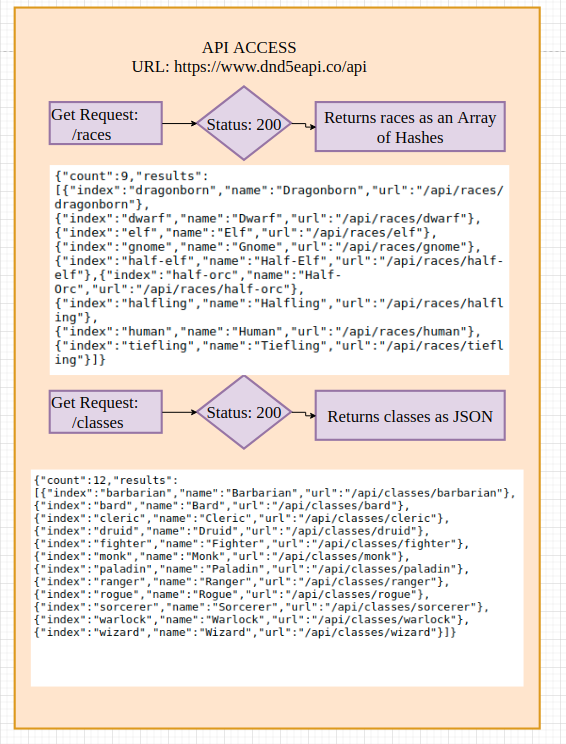 API ACCESS
URL: https://www.dnd5eapi.co/api
Get Request:
/races
Status: 200
Returns races as an Array
of Hashes
{"count":9,"results":
[{"index":"dragonborn","name":"Dragonborn","url":"/api/races/
dragonborn"},
{"index":"dwarf","name":"Dwarf","url":"/api/races/dwarf"},
{"index":"elf","name":"Elf","url":"/api/races/elf"},
{"index":"gnome","name":"Gnome","url":"/api/races/gnome"},
{"index":"half-elf","name":"Half-Elf","url":"/api/races/half-
elf"},{"index":"half-orc","name":"Half-
Orc","url":"/api/races/half-orc"},
{"index":"halfling","name":"Halfling","url":"/api/races/halfl
ing"},
{"index":"human","name":"Human","url":"/api/races/human"},
{"index":"tiefling","name":"Tiefling","url":"/api/races/tiefl
ing"}]}
Get Request:
/classes
Status: 200
Returns classes as JSON
{"count":12,"results":
[{"index":"barbarian","name":"Barbarian","url":"/api/classes/barbarian"},
{"index":"bard","name":"Bard","url":"/api/classes/bard"},
{"index":"cleric","name":"Cleric","url":"/api/classes/cleric"},
{"index":"druid","name":"Druid","url":"/api/classes/druid"},
{"index":"fighter","name":"Fighter","url":"/api/classes/fighter"},
{"index":"monk","name":"Monk","url":"/api/classes/monk"},
{"index":"paladin","name":"Paladin","url":"/api/classes/paladin"},
{"index":"ranger","name":"Ranger","url":"/api/classes/ranger"},
{"index":"rogue","name":"Rogue","url":"/api/classes/rogue"},
{"index":"sorcerer","name":"Sorcerer","url":"/api/classes/sorcerer"},
{"index":"warlock","name":"Warlock","url":"/api/classes/warlock"},
{"index":"wizard","name":"Wizard","url":"/api/classes/wizard"}]}